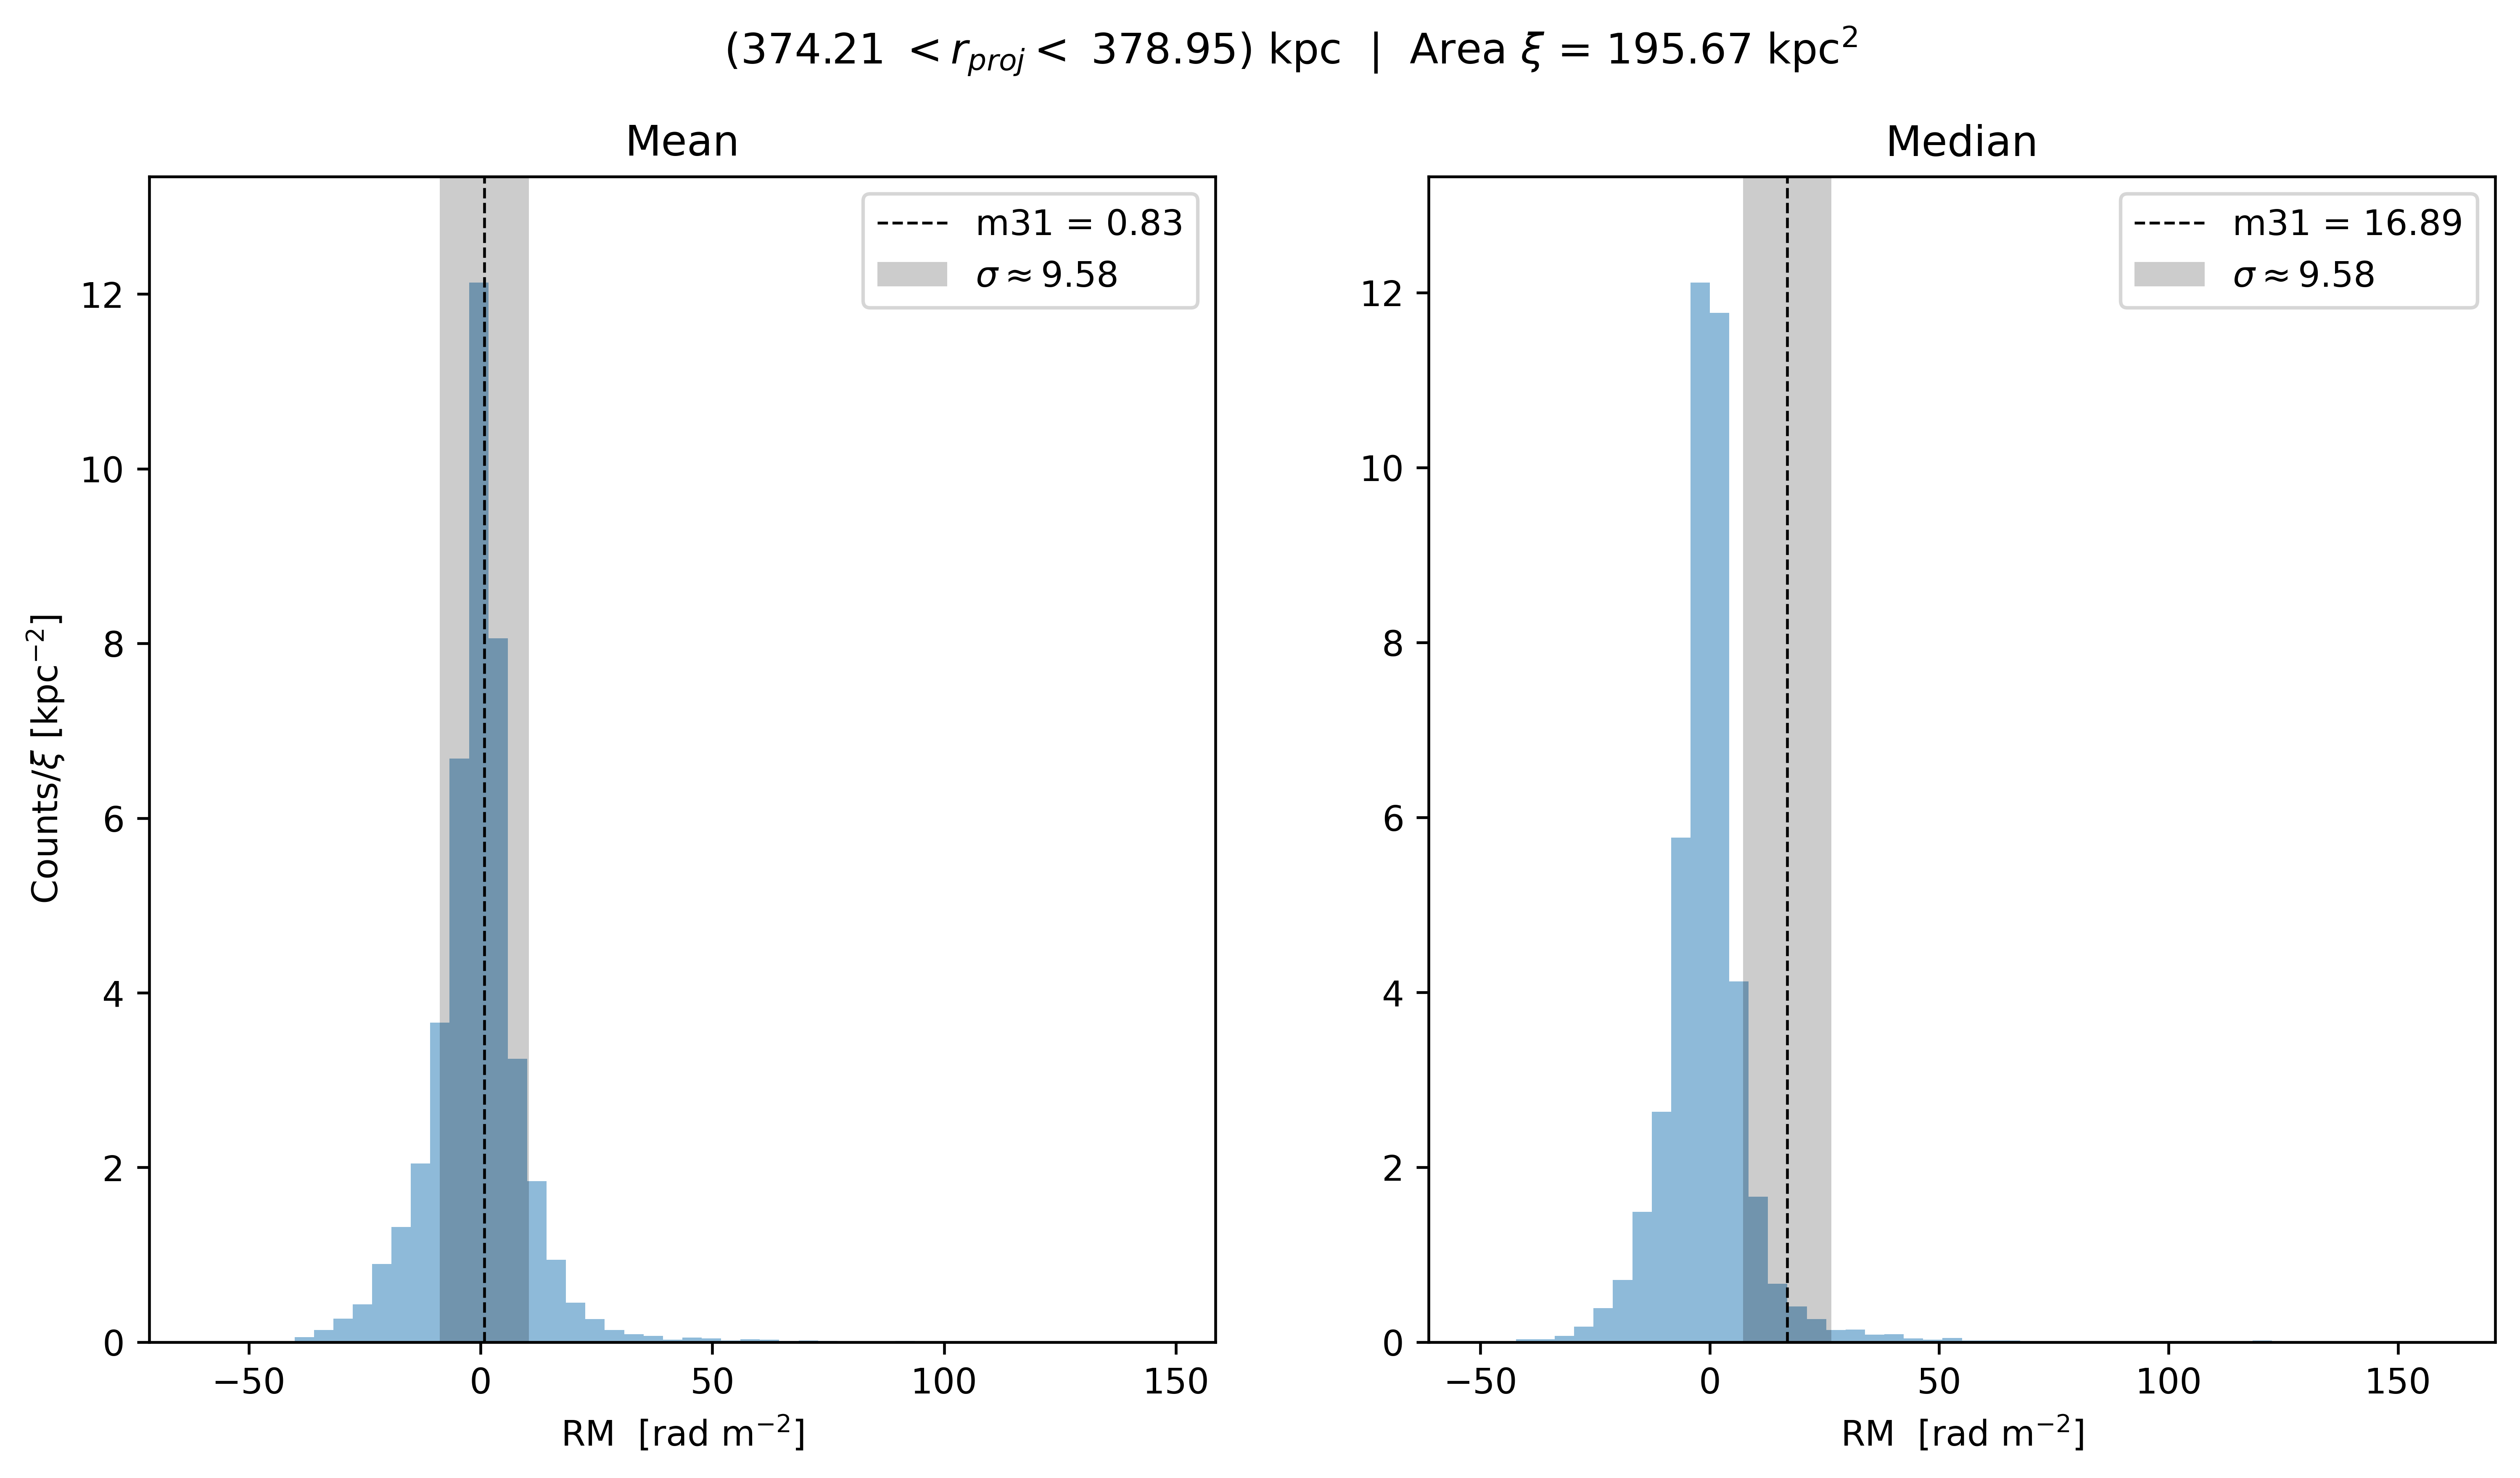 (374.21 < r_proj < 378.95) kpc | Area ξ = 195.67 kpc²
Mean
m31 = 0.83
σ ≈ 9.58
Counts/ξ [kpc⁻²]
12
10
8
6
4
2
0
−50 0 50 100 150
RM [rad m⁻²]
Median
m31 = 16.89
σ ≈ 9.58
12
10
8
6
4
2
0
−50 0 50 100 150
RM [rad m⁻²]